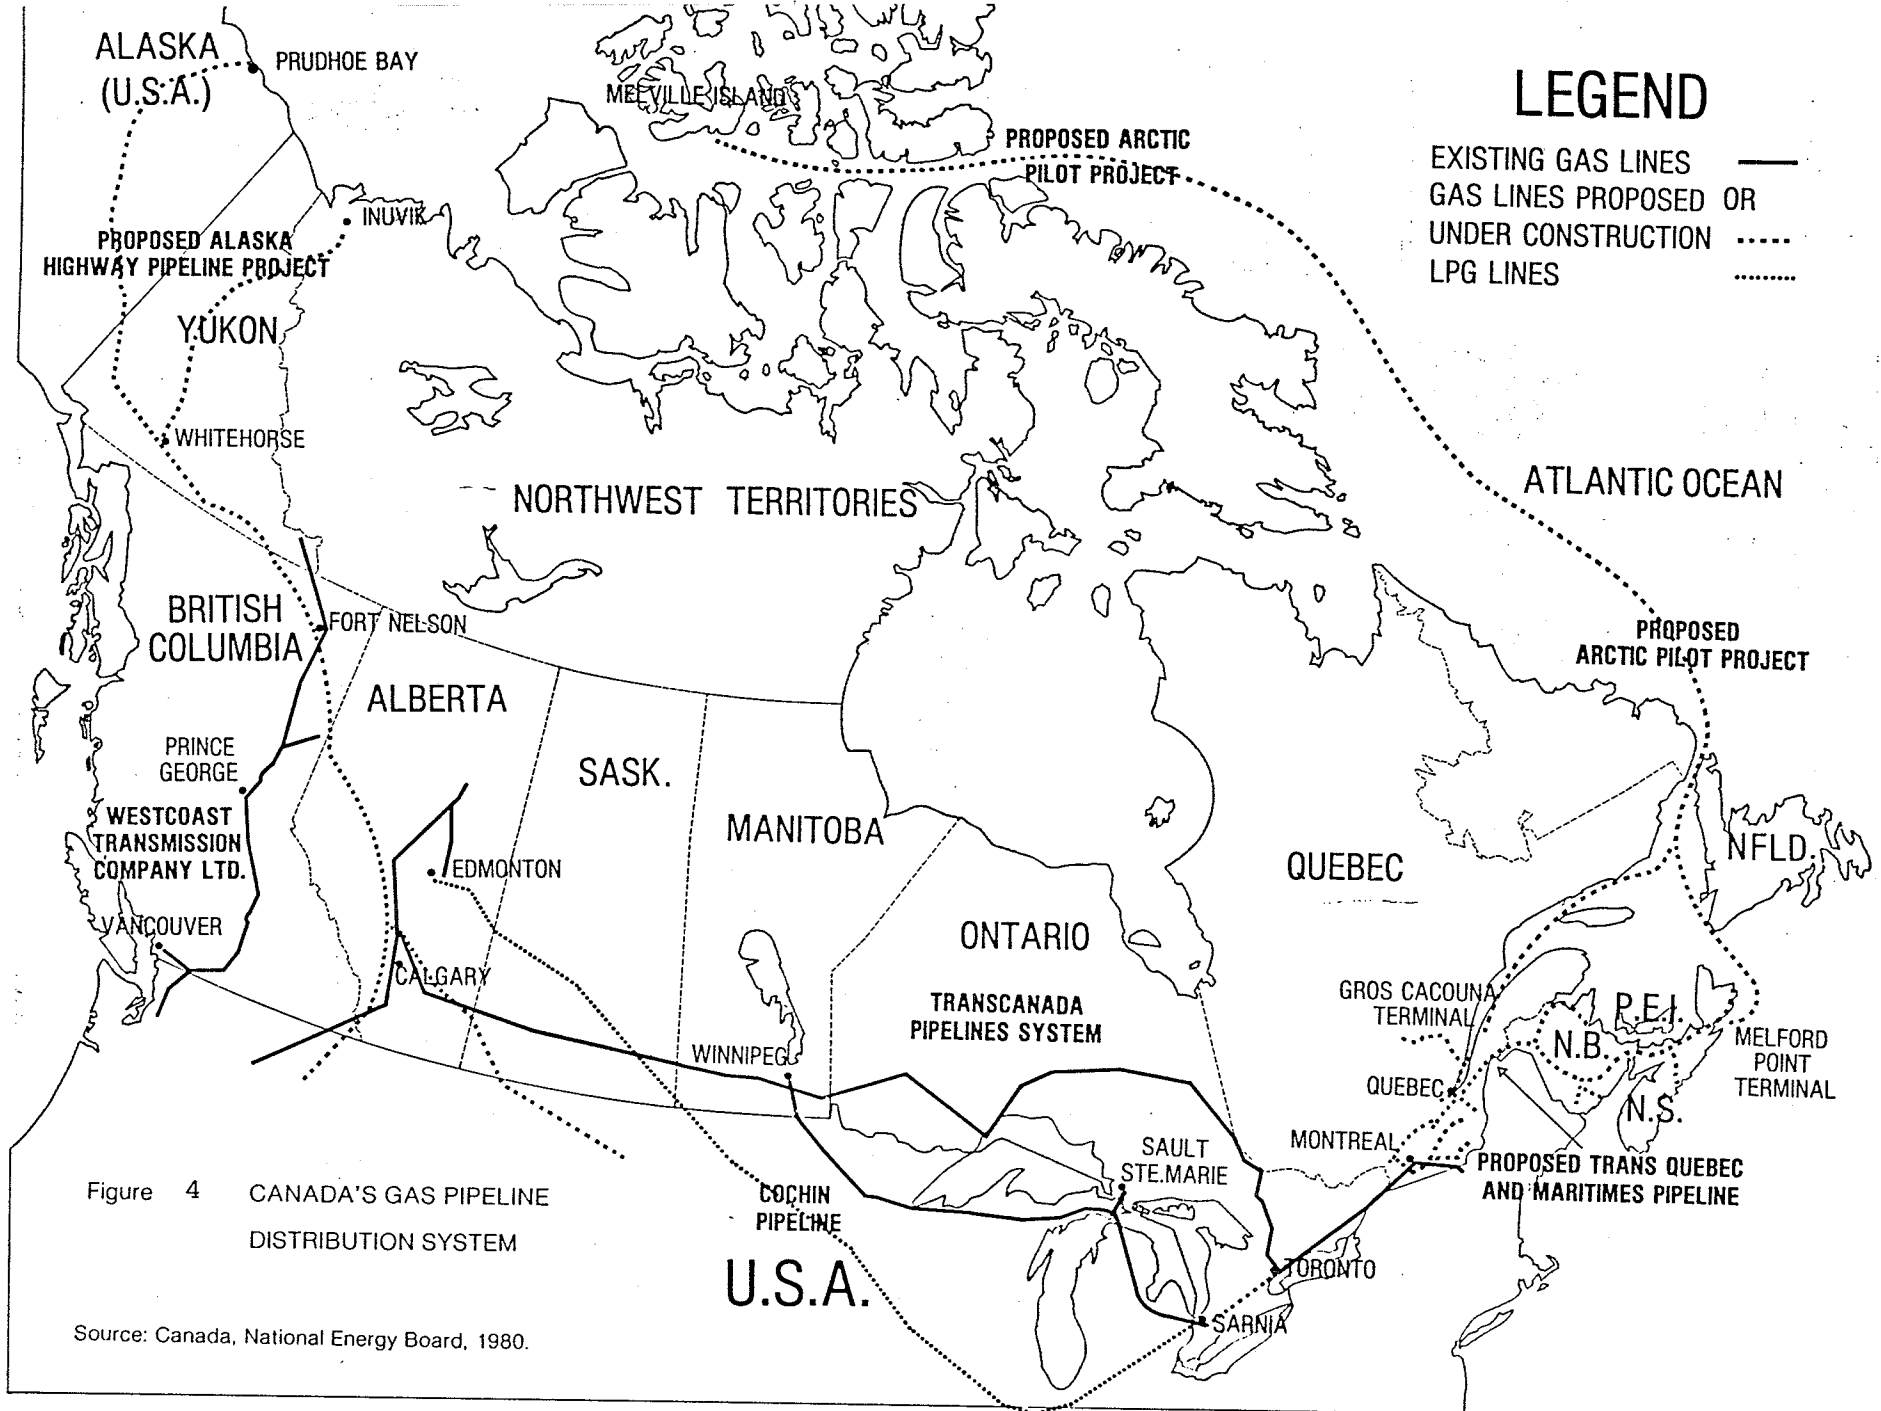 ALASKA
(U.S.A.)
PRUDHOE BAY
MELVILLE ISLAND
PROPOSED ARCTIC
PILOT PROJECT
LEGEND
EXISTING GAS LINES
GAS LINES PROPOSED OR
UNDER CONSTRUCTION
LPG LINES
INUVIK
PROPOSED ALASKA
HIGHWAY PIPELINE PROJECT
YUKON
WHITEHORSE
NORTHWEST TERRITORIES
ATLANTIC OCEAN
BRITISH
COLUMBIA
FORT NELSON
PROPOSED
ARCTIC PILOT PROJECT
ALBERTA
PRINCE
GEORGE
SASK.
WESTCOAST
TRANSMISSION
COMPANY LTD.
MANITOBA
EDMONTON
QUEBEC
NFLD.
VANCOUVER
ONTARIO
CALGARY
TRANSCANADA
PIPELINES SYSTEM
GROS CACOUNA
TERMINAL
P.E.I.
N.B.
MELFORD
POINT
TERMINAL
WINNIPEG
QUEBEC
N.S.
MONTREAL
SAULT
STE.MARIE
PROPOSED TRANS QUEBEC
AND MARITIMES PIPELINE
COCHIN
PIPELINE
Figure 4 CANADA'S GAS PIPELINE
DISTRIBUTION SYSTEM
U.S.A.
TORONTO
SARNIA
Source: Canada, National Energy Board, 1980.